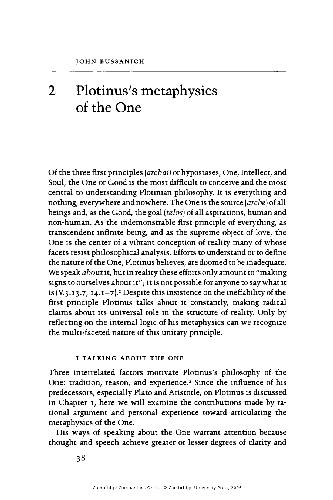 JOHN BUSSANICH
2 Plotinus's metaphysics
of the One
Of the three first principles (archai) or hypostases, One, Intellect, and
Soul, the One or Good is the most difficult to conceive and the most
central to understanding Plotinian philosophy. It is everything and
nothing, everywhere and nowhere. The One is the source (archē) of all
beings and, as the Good, the goal (telos) of all aspirations, human and
non-human. As the indemonstrable first principle of everything, as
transcendent infinite being, and as the supreme object of love, the
One is the center of a vibrant conception of reality many of whose
facets resist philosophical analysis. Efforts to understand or to define
the nature of the One, Plotinus believes, are doomed to be inadequate.
We speak about it, but in reality these efforts only amount to "making
signs to ourselves about it"; it is not possible for anyone to say what it
is (V.3.13.7, 14.1–7).¹ Despite this insistence on the ineffability of the
first principle Plotinus talks about it constantly, making radical
claims about its universal role in the structure of reality. Only by
reflecting on the internal logic of his metaphysics can we recognize
the multi-faceted nature of this unitary principle.
I TALKING ABOUT THE ONE
Three interrelated factors motivate Plotinus's philosophy of the
One: tradition, reason, and experience.² Since the influence of his
predecessors, especially Plato and Aristotle, on Plotinus is discussed
in Chapter 1, here we will examine the contributions made by ra-
tional argument and personal experience toward articulating the
metaphysics of the One.
His ways of speaking about the One warrant attention because
thought and speech achieve greater or lesser degrees of clarity and
38